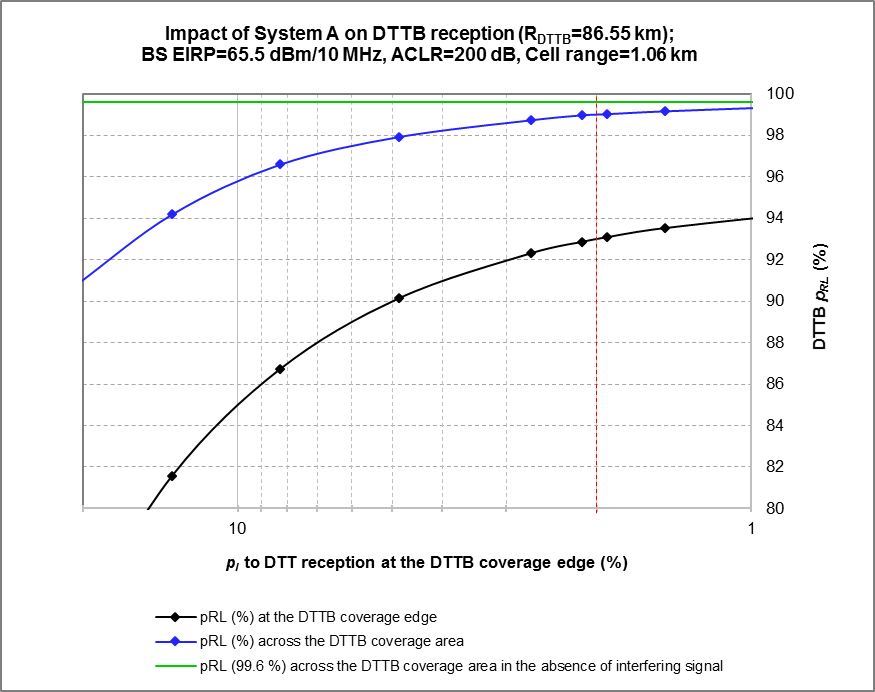 Impact of System A on DTTB reception (RDTTB=86.55 km);
BS EIRP=65.5 dBm/10 MHz, ACLR=200 dB, Cell range=1.06 km
100
98
96
94
92
90
88
86
84
82
80
DTTB pRL (%)
10
1
pI to DTT reception at the DTTB coverage edge (%)
pRL (%) at the DTTB coverage edge
pRL (%) across the DTTB coverage area
pRL (99.6 %) across the DTTB coverage area in the absence of interfering signal